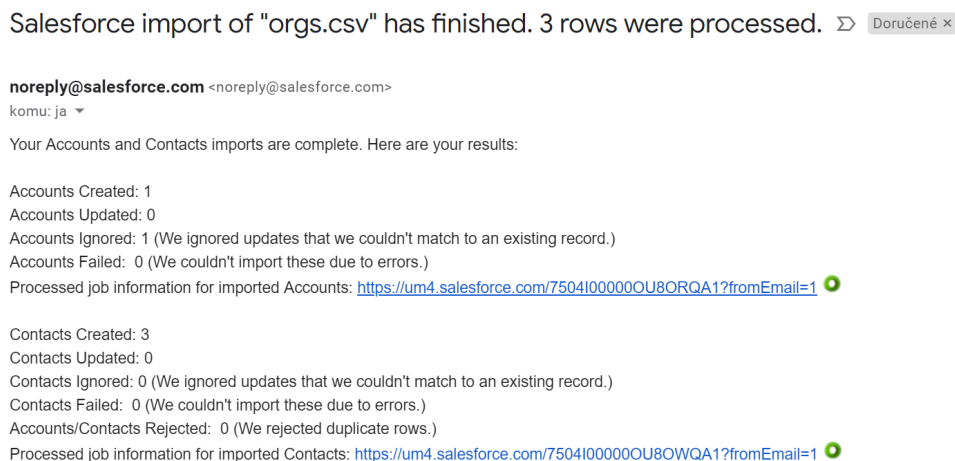 Salesforce import of "orgs.csv" has finished. 3 rows were processed. Doručené ×
noreply@salesforce.com <noreply@salesforce.com>
komu: ja
Your Accounts and Contacts imports are complete. Here are your results:
Accounts Created: 1
Accounts Updated: 0
Accounts Ignored: 1 (We ignored updates that we couldn't match to an existing record.)
Accounts Failed:  0 (We couldn't import these due to errors.)
Processed job information for imported Accounts: https://um4.salesforce.com/7504I00000OU8ORQA1?fromEmail=1
Contacts Created: 3
Contacts Updated: 0
Contacts Ignored: 0 (We ignored updates that we couldn't match to an existing record.)
Contacts Failed:  0 (We couldn't import these due to errors.)
Accounts/Contacts Rejected:  0 (We rejected duplicate rows.)
Processed job information for imported Contacts: https://um4.salesforce.com/7504I00000OU8OWQA1?fromEmail=1